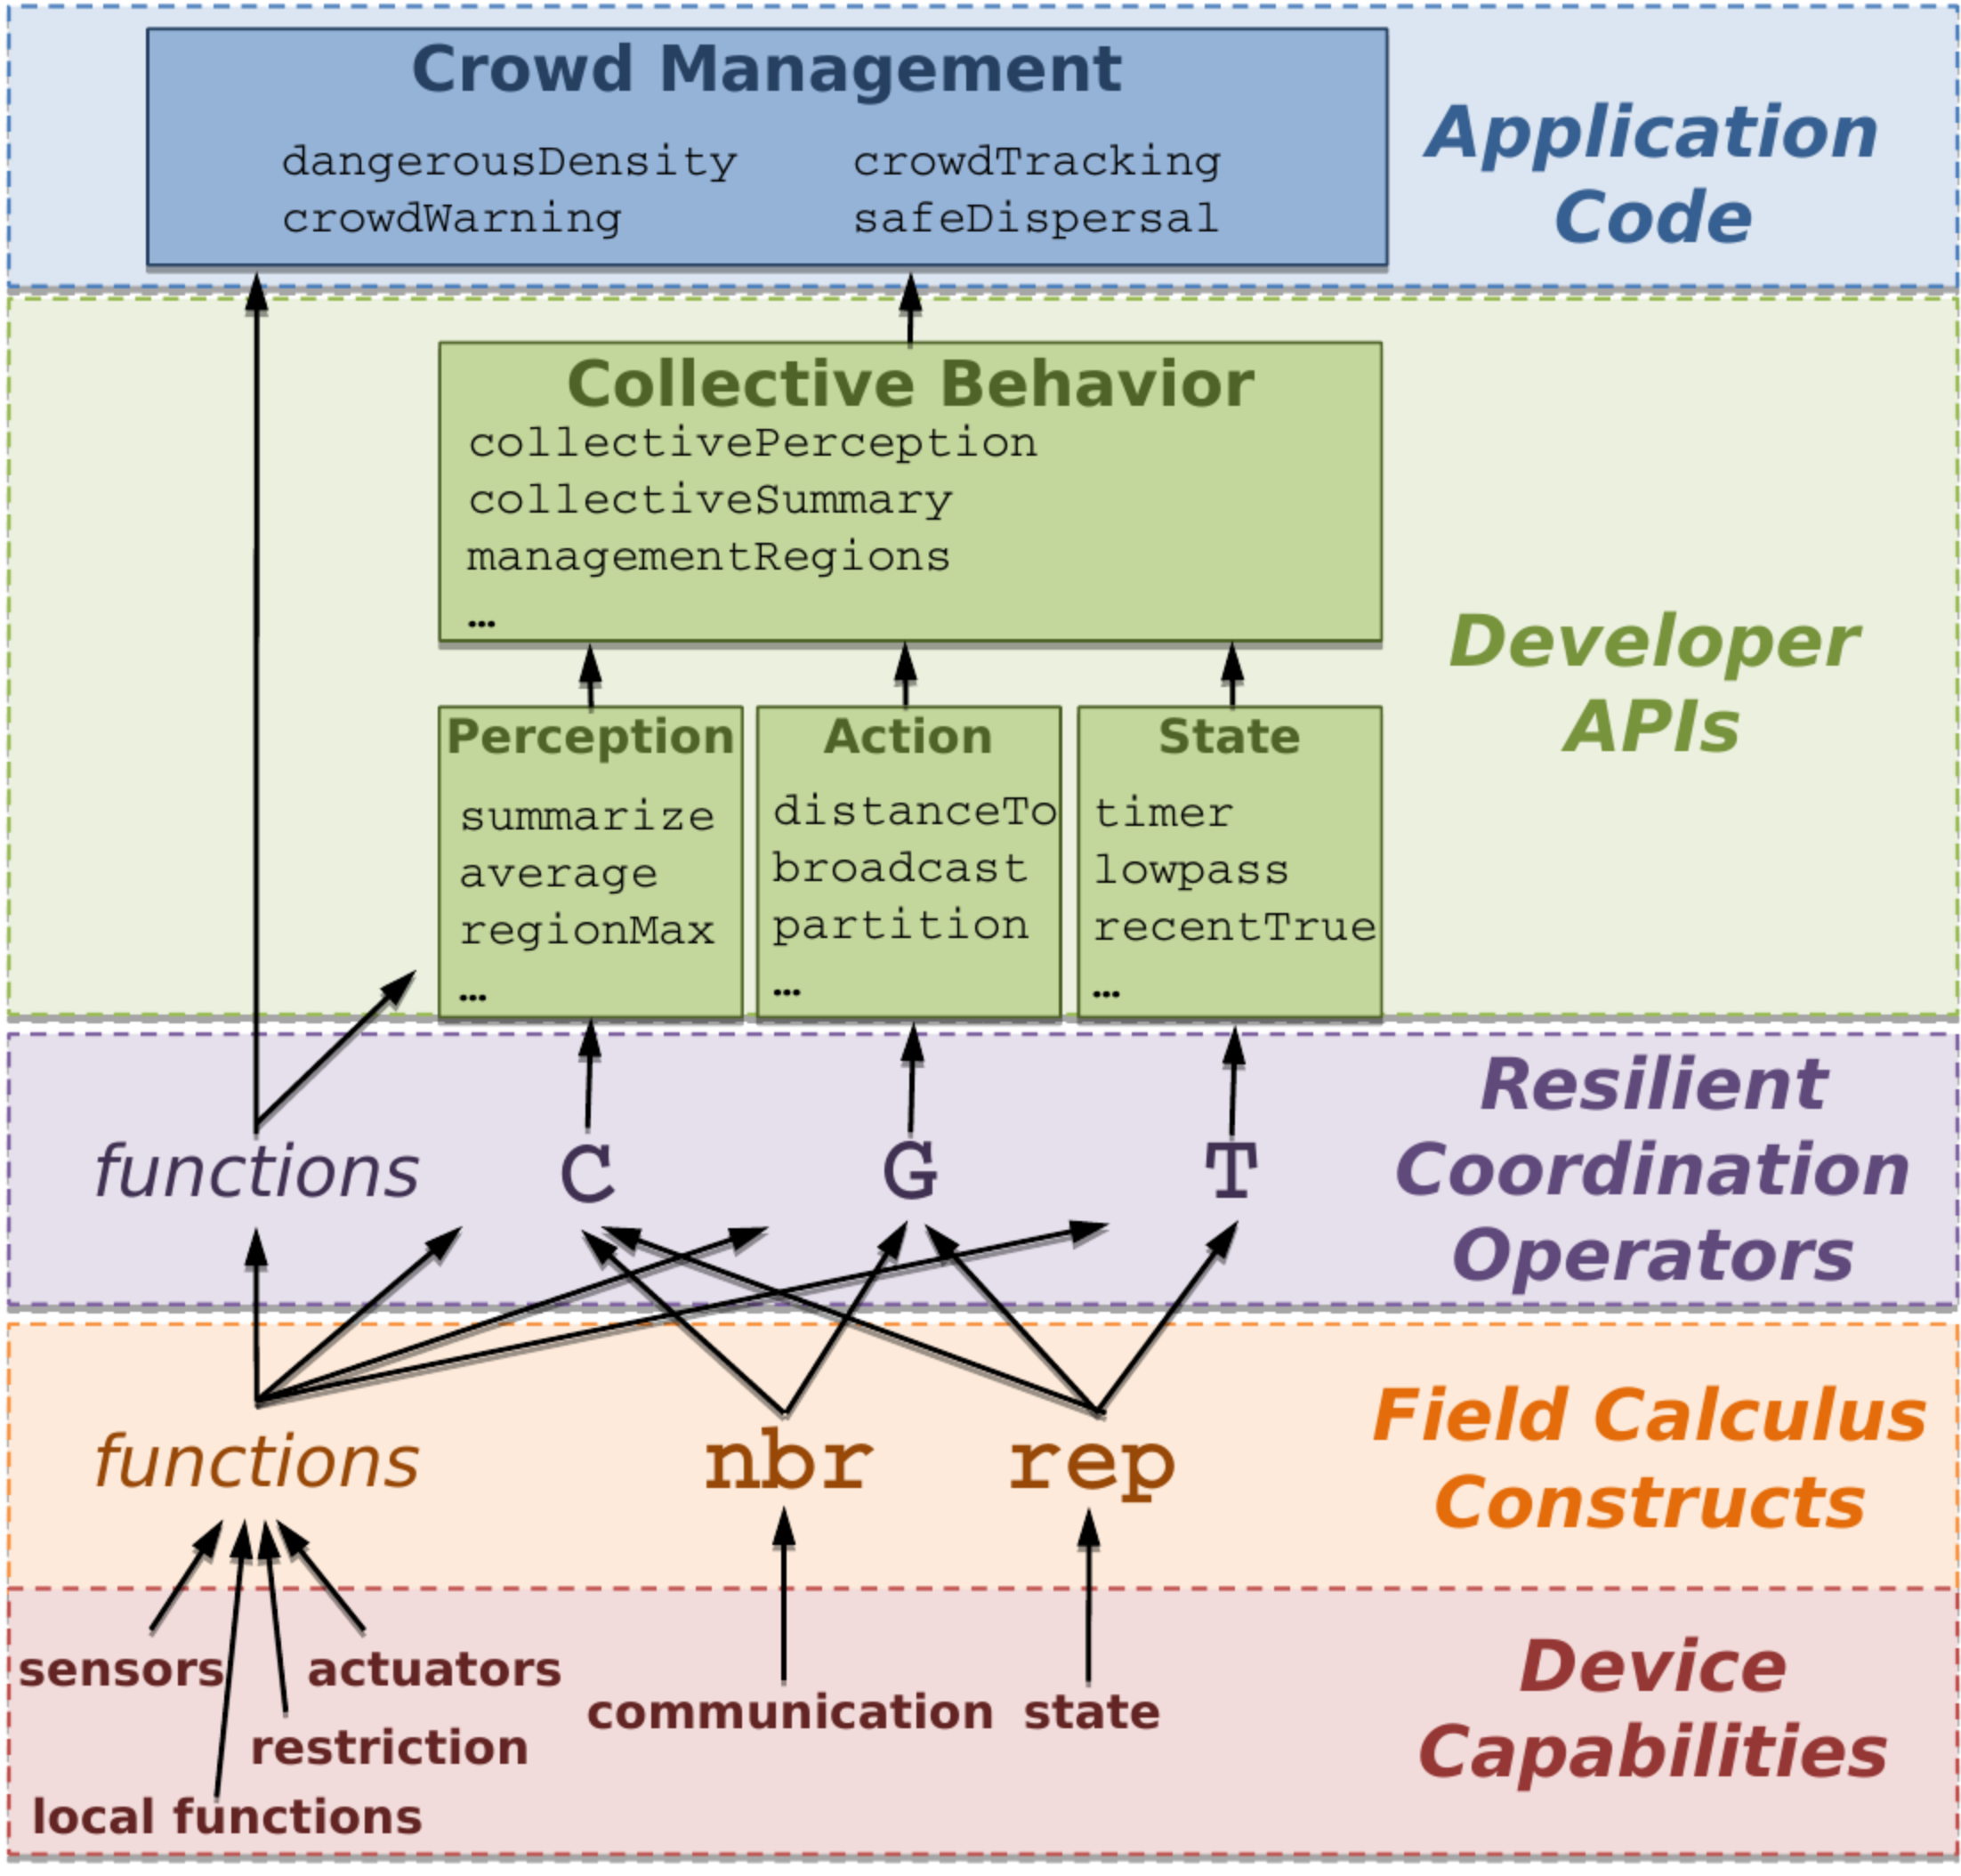 Crowd Management
dangerousDensity
crowdTracking
crowdWarning
safeDispersal
Application
Code
Collective Behavior
collectivePerception
collectiveSummary
managementRegions
…
Developer
APIs
Perception
summarize
average
regionMax
…
Action
distanceTo
broadcast
partition
…
State
timer
lowpass
recentTrue
…
functions
C
G
T
Resilient
Coordination
Operators
functions
nbr
rep
Field Calculus
Constructs
sensors
actuators
restriction
local functions
communication
state
Device
Capabilities